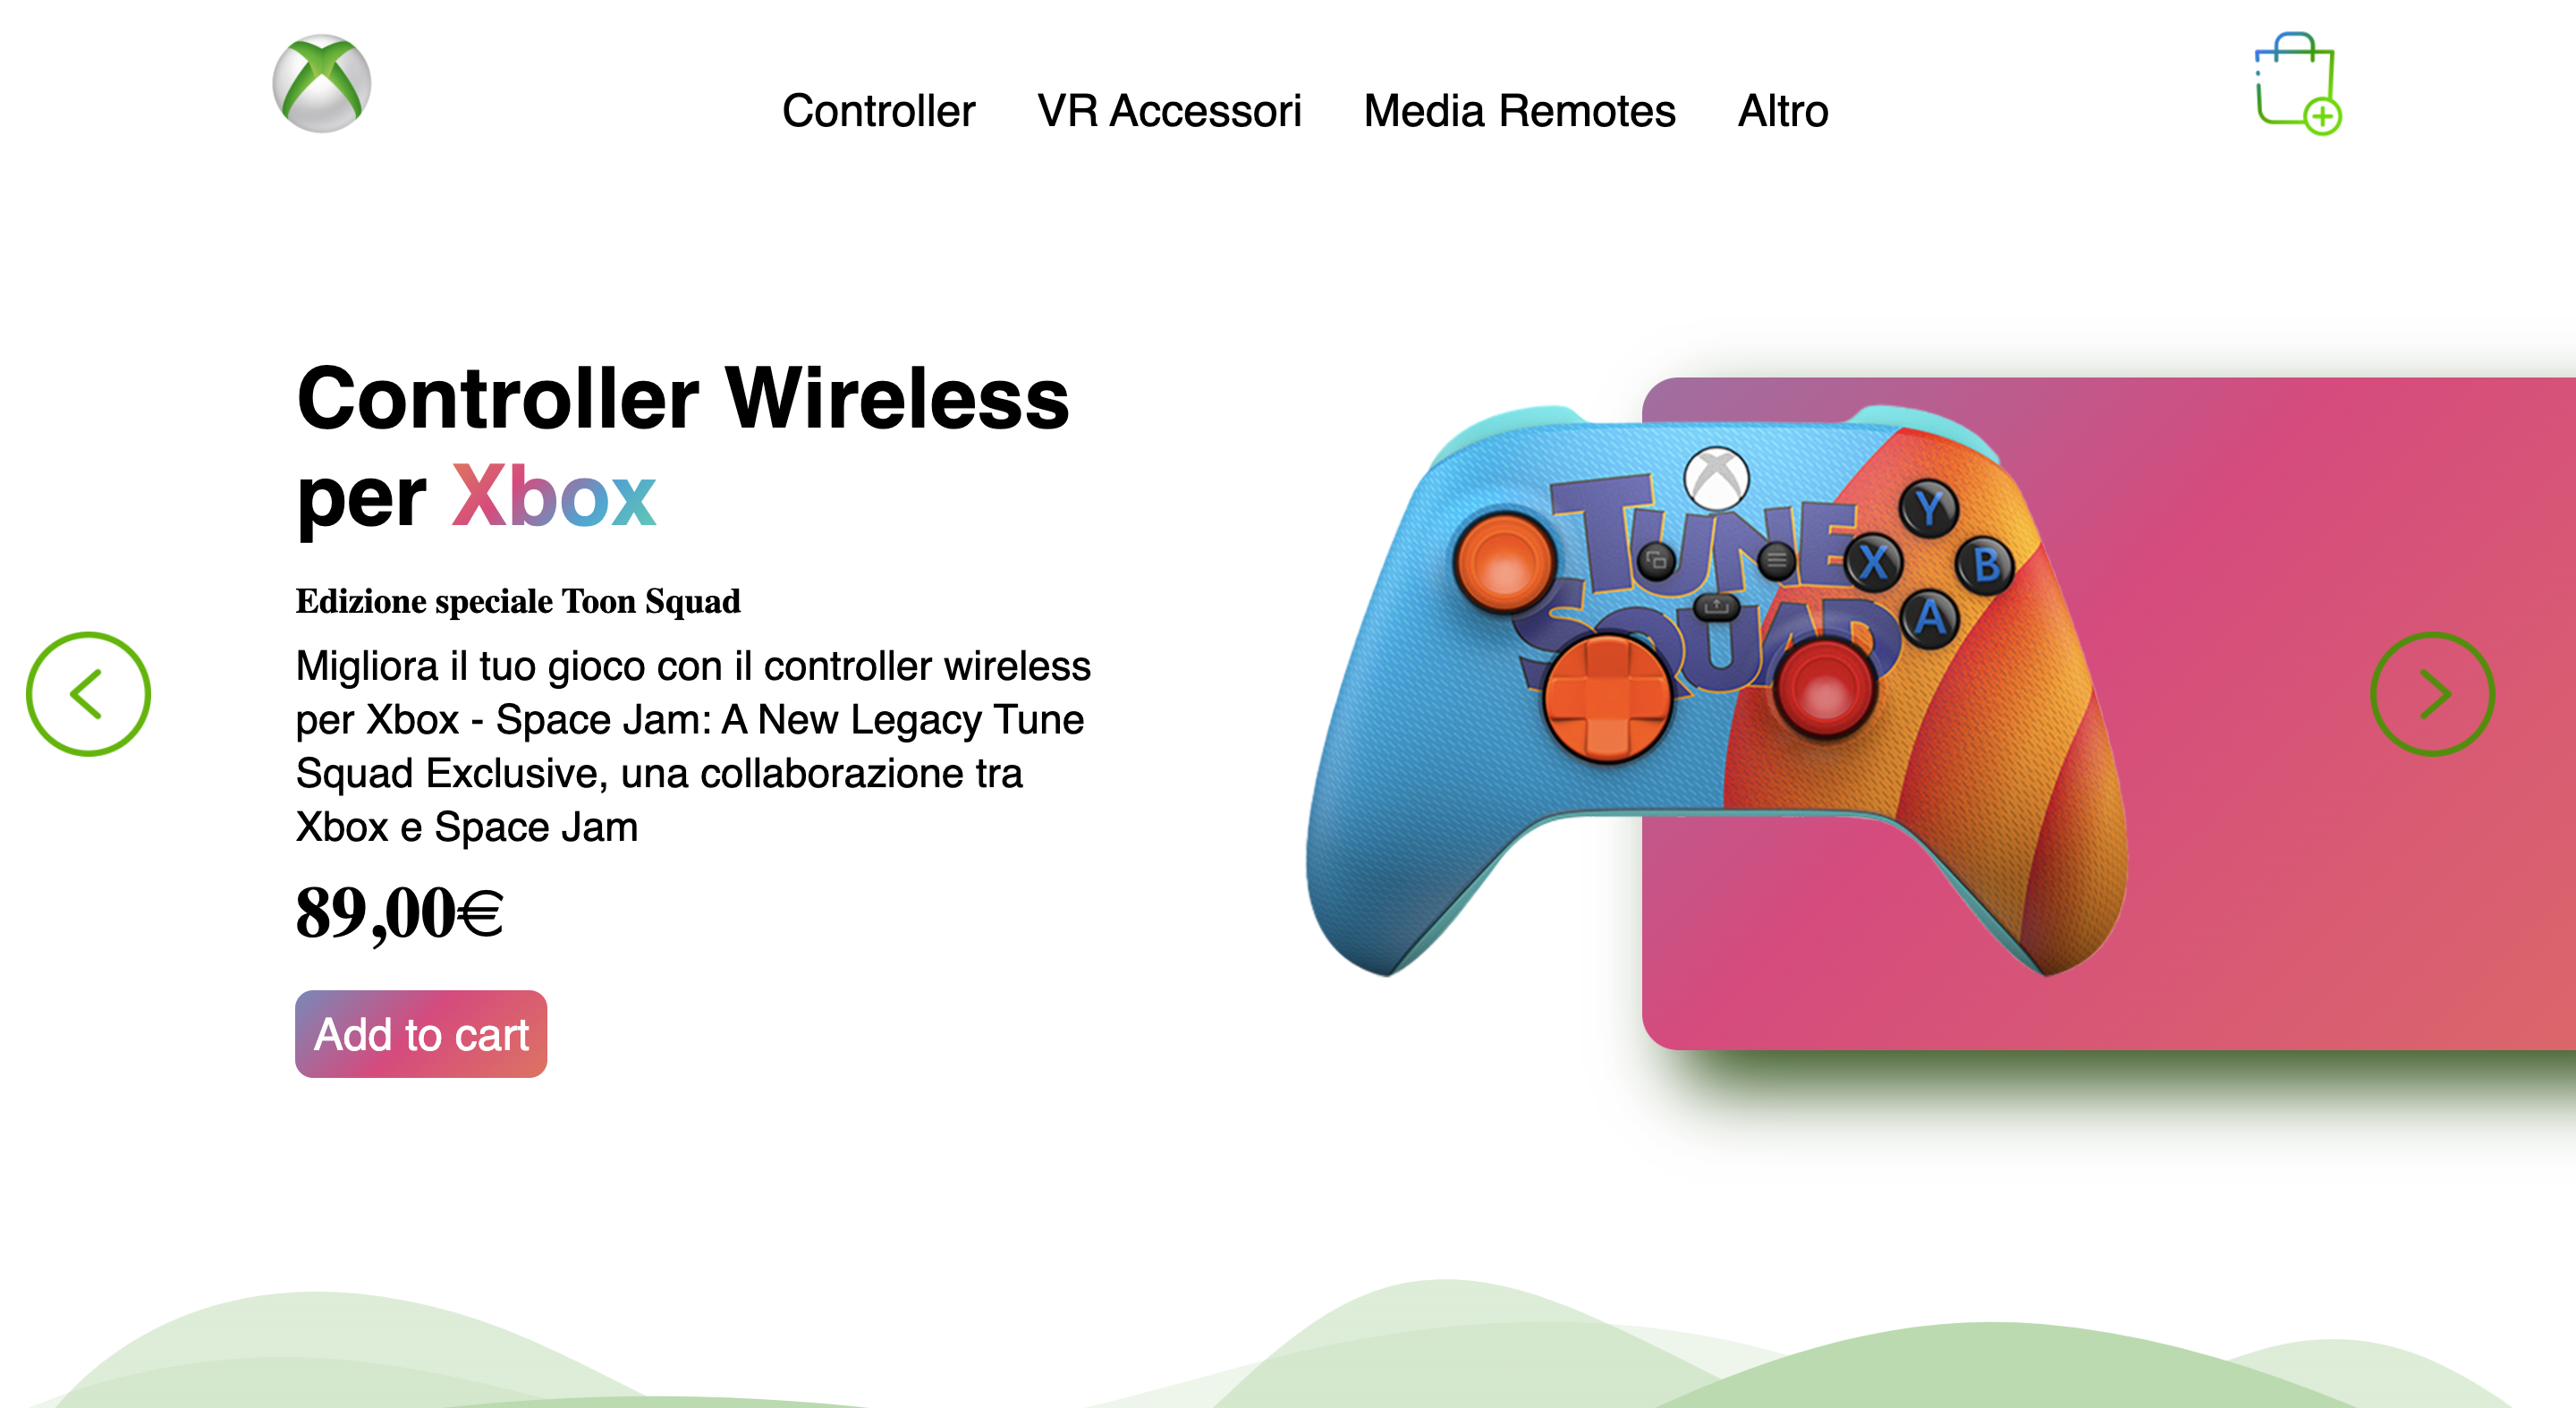 Controller VR Accessori Media Remotes Altro
Controller Wireless
per Xbox
Edizione speciale Toon Squad
Migliora il tuo gioco con il controller wireless
per Xbox - Space Jam: A New Legacy Tune
Squad Exclusive, una collaborazione tra
Xbox e Space Jam
89,00€
Add to cart
TUNE
SQUAD
Y
X
B
A